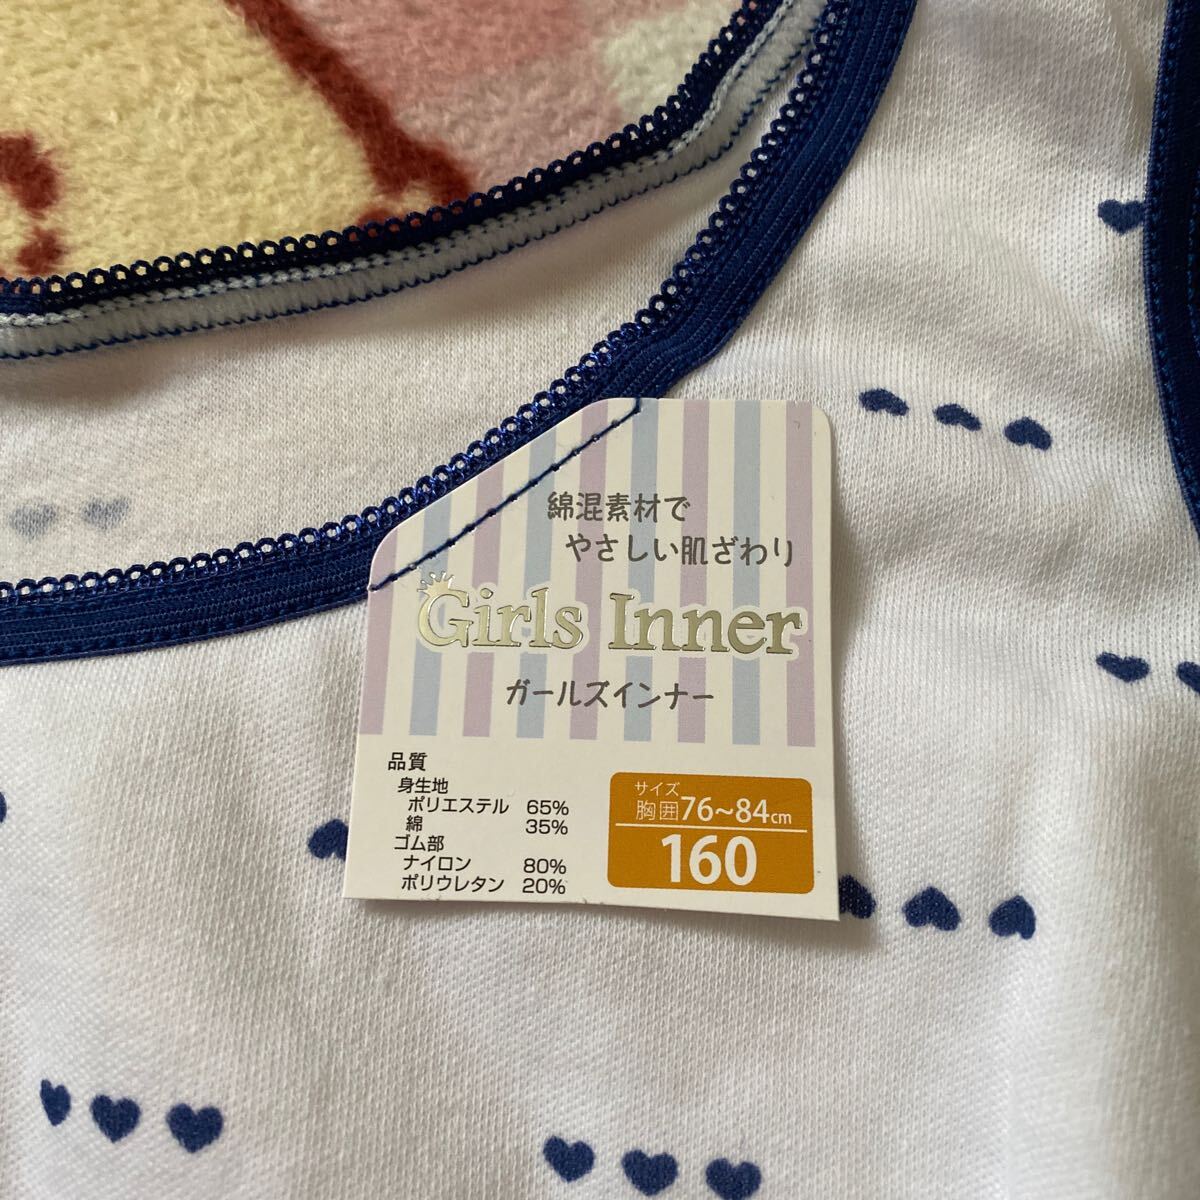 綿混素材で
やさしい肌ざわり
Girls Inner
ガールズインナー
品質
身生地
ポリエステル 65%
綿 35%
ゴム部
ナイロン 80%
ポリウレタン 20%
サイズ
胸囲76~84cm
160